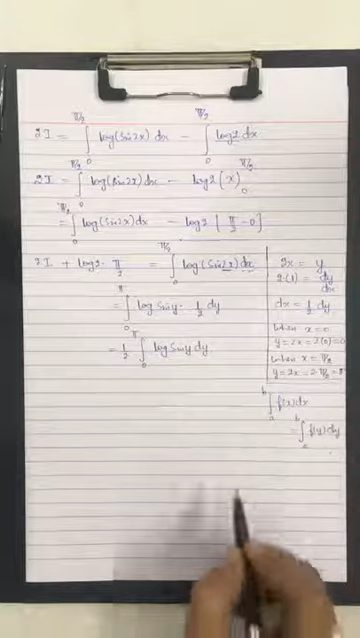 2I = ∫₀^{π/2} log(Sin2x) dx − ∫₀^{π/2} log2 dx
2I = ∫₀^{π/2} log(Sin2x) dx − log2 [x]₀^{π/2}
= ∫₀^{π/2} log(Sin2x) dx − log2 [π/2 − 0]
2I + log2 · π/2 = ∫₀^{π/2} log(Sin2x) dx
= ∫₀^π log Siny · 1/2 dy
= 1/2 ∫₀^π log Siny dy
2x = y
2(1) = dy/dx
dx = 1/2 dy
When x = 0
y = 2x = 2(0) = 0
When x = π/2
y = 2x = 2·π/2 = π
∫ₐᵇ f(x) dx
= ∫ₐᵇ f(y) dy